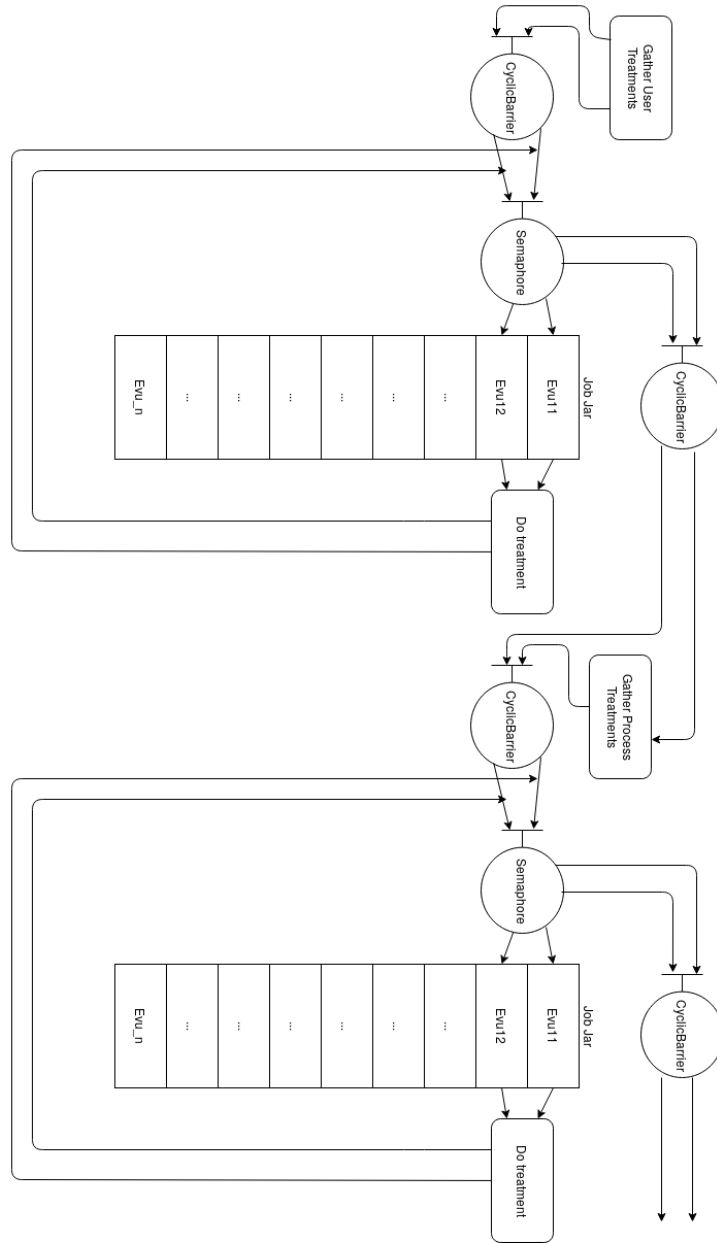 Gather User
Treatments
CyclicBarrier
Semaphore
CyclicBarrier
Job Jar
Evu11
Evu12
...
...
...
...
...
...
Evu_n
Do treatment
Gather Process
Treatments
CyclicBarrier
Semaphore
CyclicBarrier
Job Jar
Evu11
Evu12
...
...
...
...
...
...
Evu_n
Do treatment